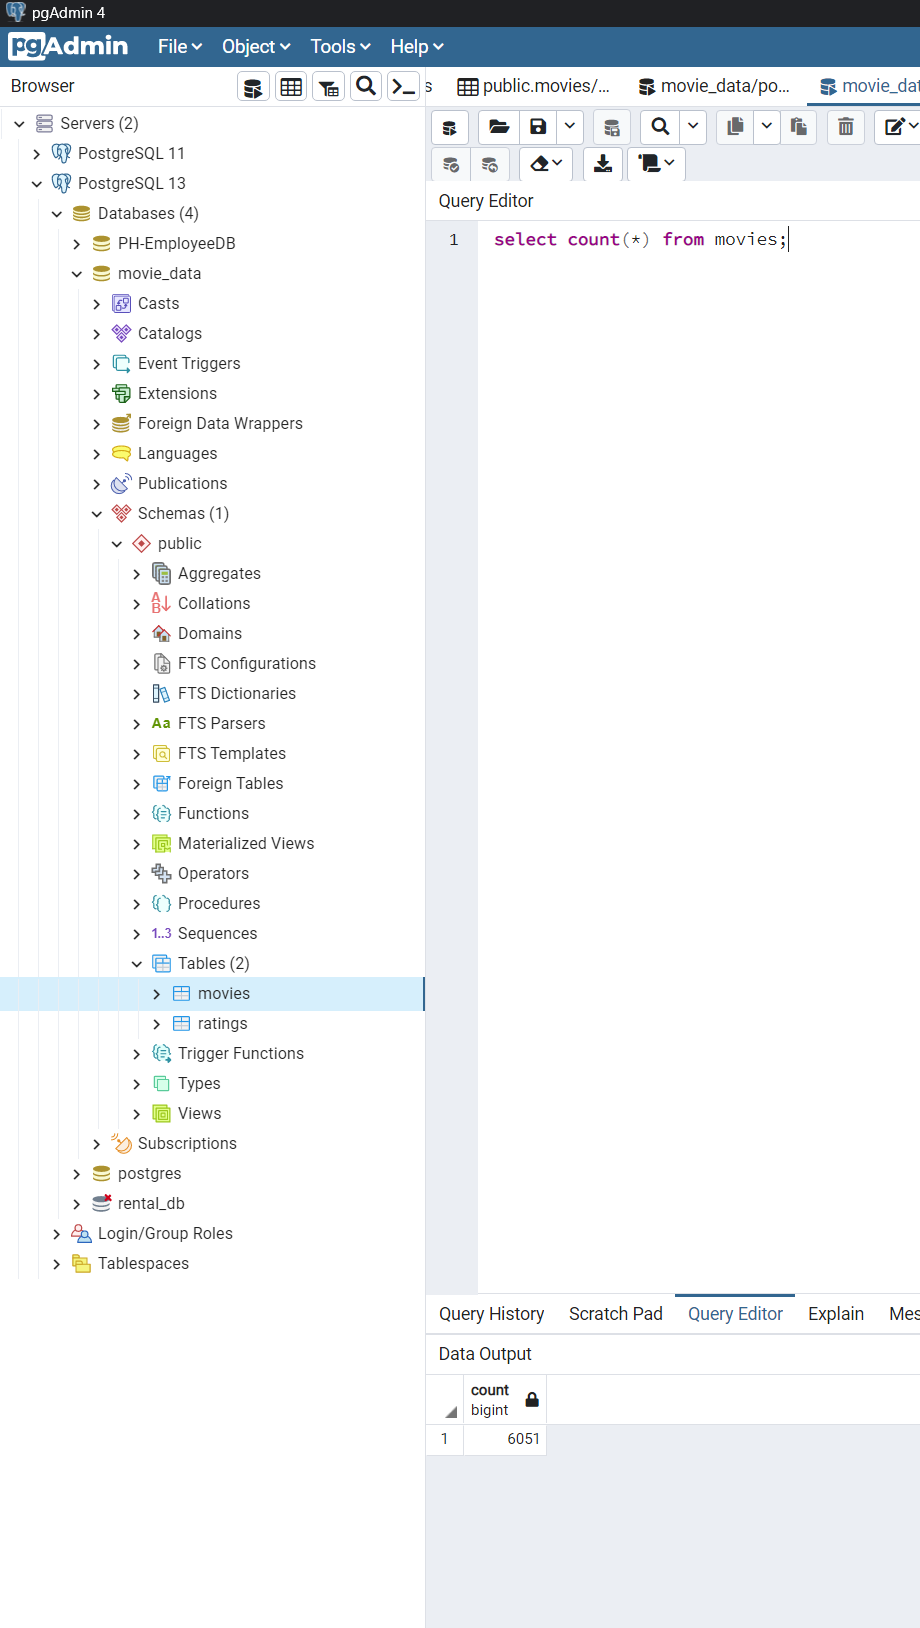 pgAdmin 4
pgAdmin File Object Tools Help
Browser
s public.movies/... movie_data/po... movie_dat
Servers (2)
PostgreSQL 11
PostgreSQL 13
Databases (4)
PH-EmployeeDB
movie_data
Casts
Catalogs
Event Triggers
Extensions
Foreign Data Wrappers
Languages
Publications
Schemas (1)
public
Aggregates
Collations
Domains
FTS Configurations
FTS Dictionaries
Aa FTS Parsers
FTS Templates
Foreign Tables
Functions
Materialized Views
Operators
Procedures
1..3 Sequences
Tables (2)
movies
ratings
Trigger Functions
Types
Views
Subscriptions
postgres
rental_db
Login/Group Roles
Tablespaces
Query Editor
1 select count(*) from movies;
Query History Scratch Pad Query Editor Explain Mes
Data Output
count
bigint
1 6051